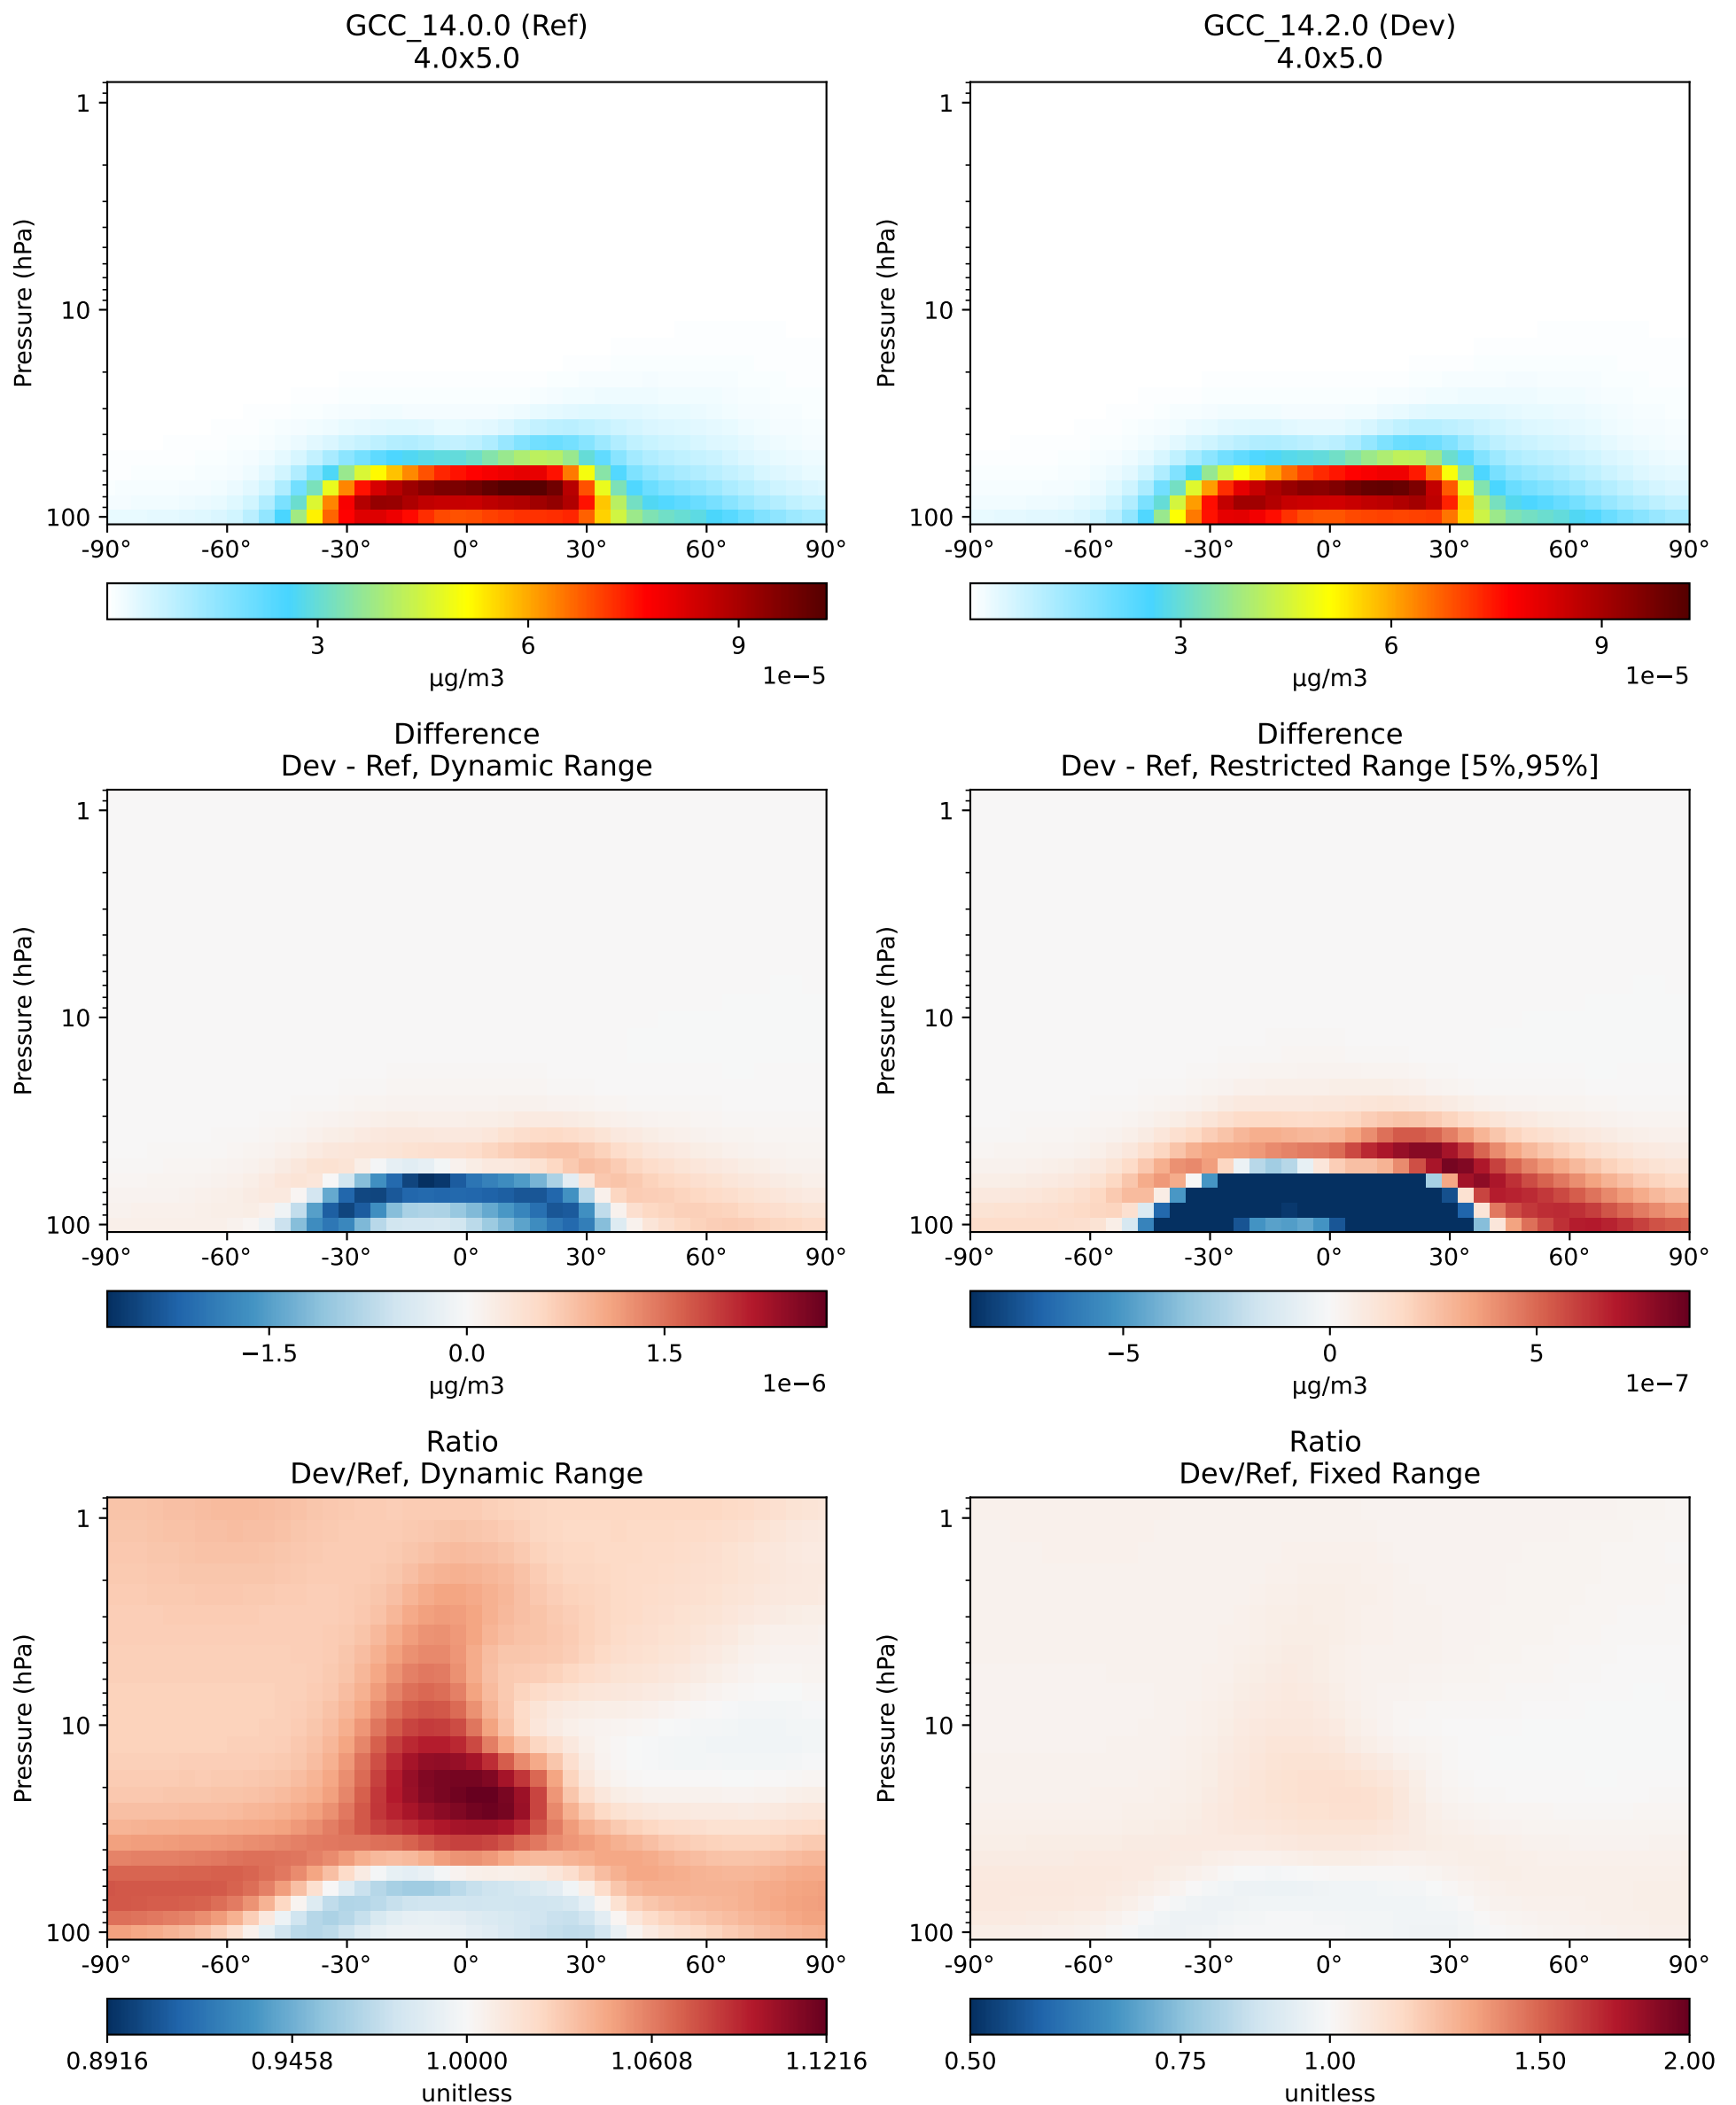 GCC_14.0.0 (Ref)
4.0x5.0
Pressure (hPa)
1
10
100
-90° -60° -30° 0° 30° 60° 90°
3 6 9
1e−5
μg/m3
GCC_14.2.0 (Dev)
4.0x5.0
Pressure (hPa)
1
10
100
-90° -60° -30° 0° 30° 60° 90°
3 6 9
1e−5
μg/m3
Difference
Dev - Ref, Dynamic Range
Pressure (hPa)
1
10
100
-90° -60° -30° 0° 30° 60° 90°
−1.5 0.0 1.5
1e−6
μg/m3
Difference
Dev - Ref, Restricted Range [5%,95%]
Pressure (hPa)
1
10
100
-90° -60° -30° 0° 30° 60° 90°
−5 0 5
1e−7
μg/m3
Ratio
Dev/Ref, Dynamic Range
Pressure (hPa)
1
10
100
-90° -60° -30° 0° 30° 60° 90°
0.8916 0.9458 1.0000 1.0608 1.1216
unitless
Ratio
Dev/Ref, Fixed Range
Pressure (hPa)
1
10
100
-90° -60° -30° 0° 30° 60° 90°
0.50 0.75 1.00 1.50 2.00
unitless